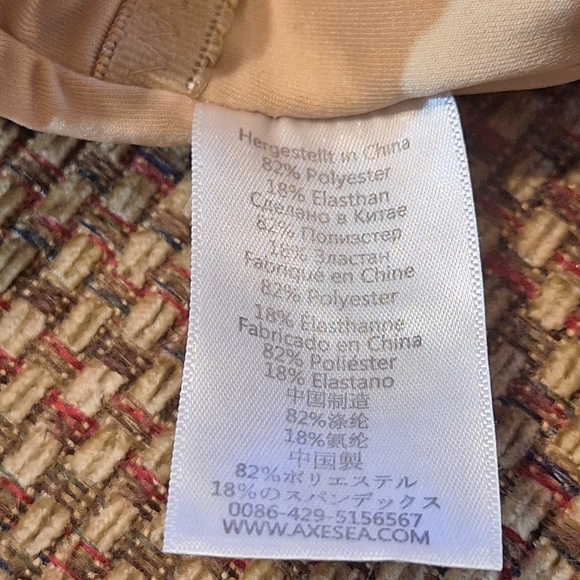 Hergestellt in China
82% Polyester
18% Elasthan
Сделано в Китае
82% Полиэстер
18% Эластан
Fabriqué en Chine
82% Polyester
18% Élasthanne
Fabricado en China
82% Poliéster
18% Elastano
中国制造
82%涤纶
18%氨纶
中国製
82%ポリエステル
18%のスパンデックス
0086-429-5156567
WWW.AXESEA.COM